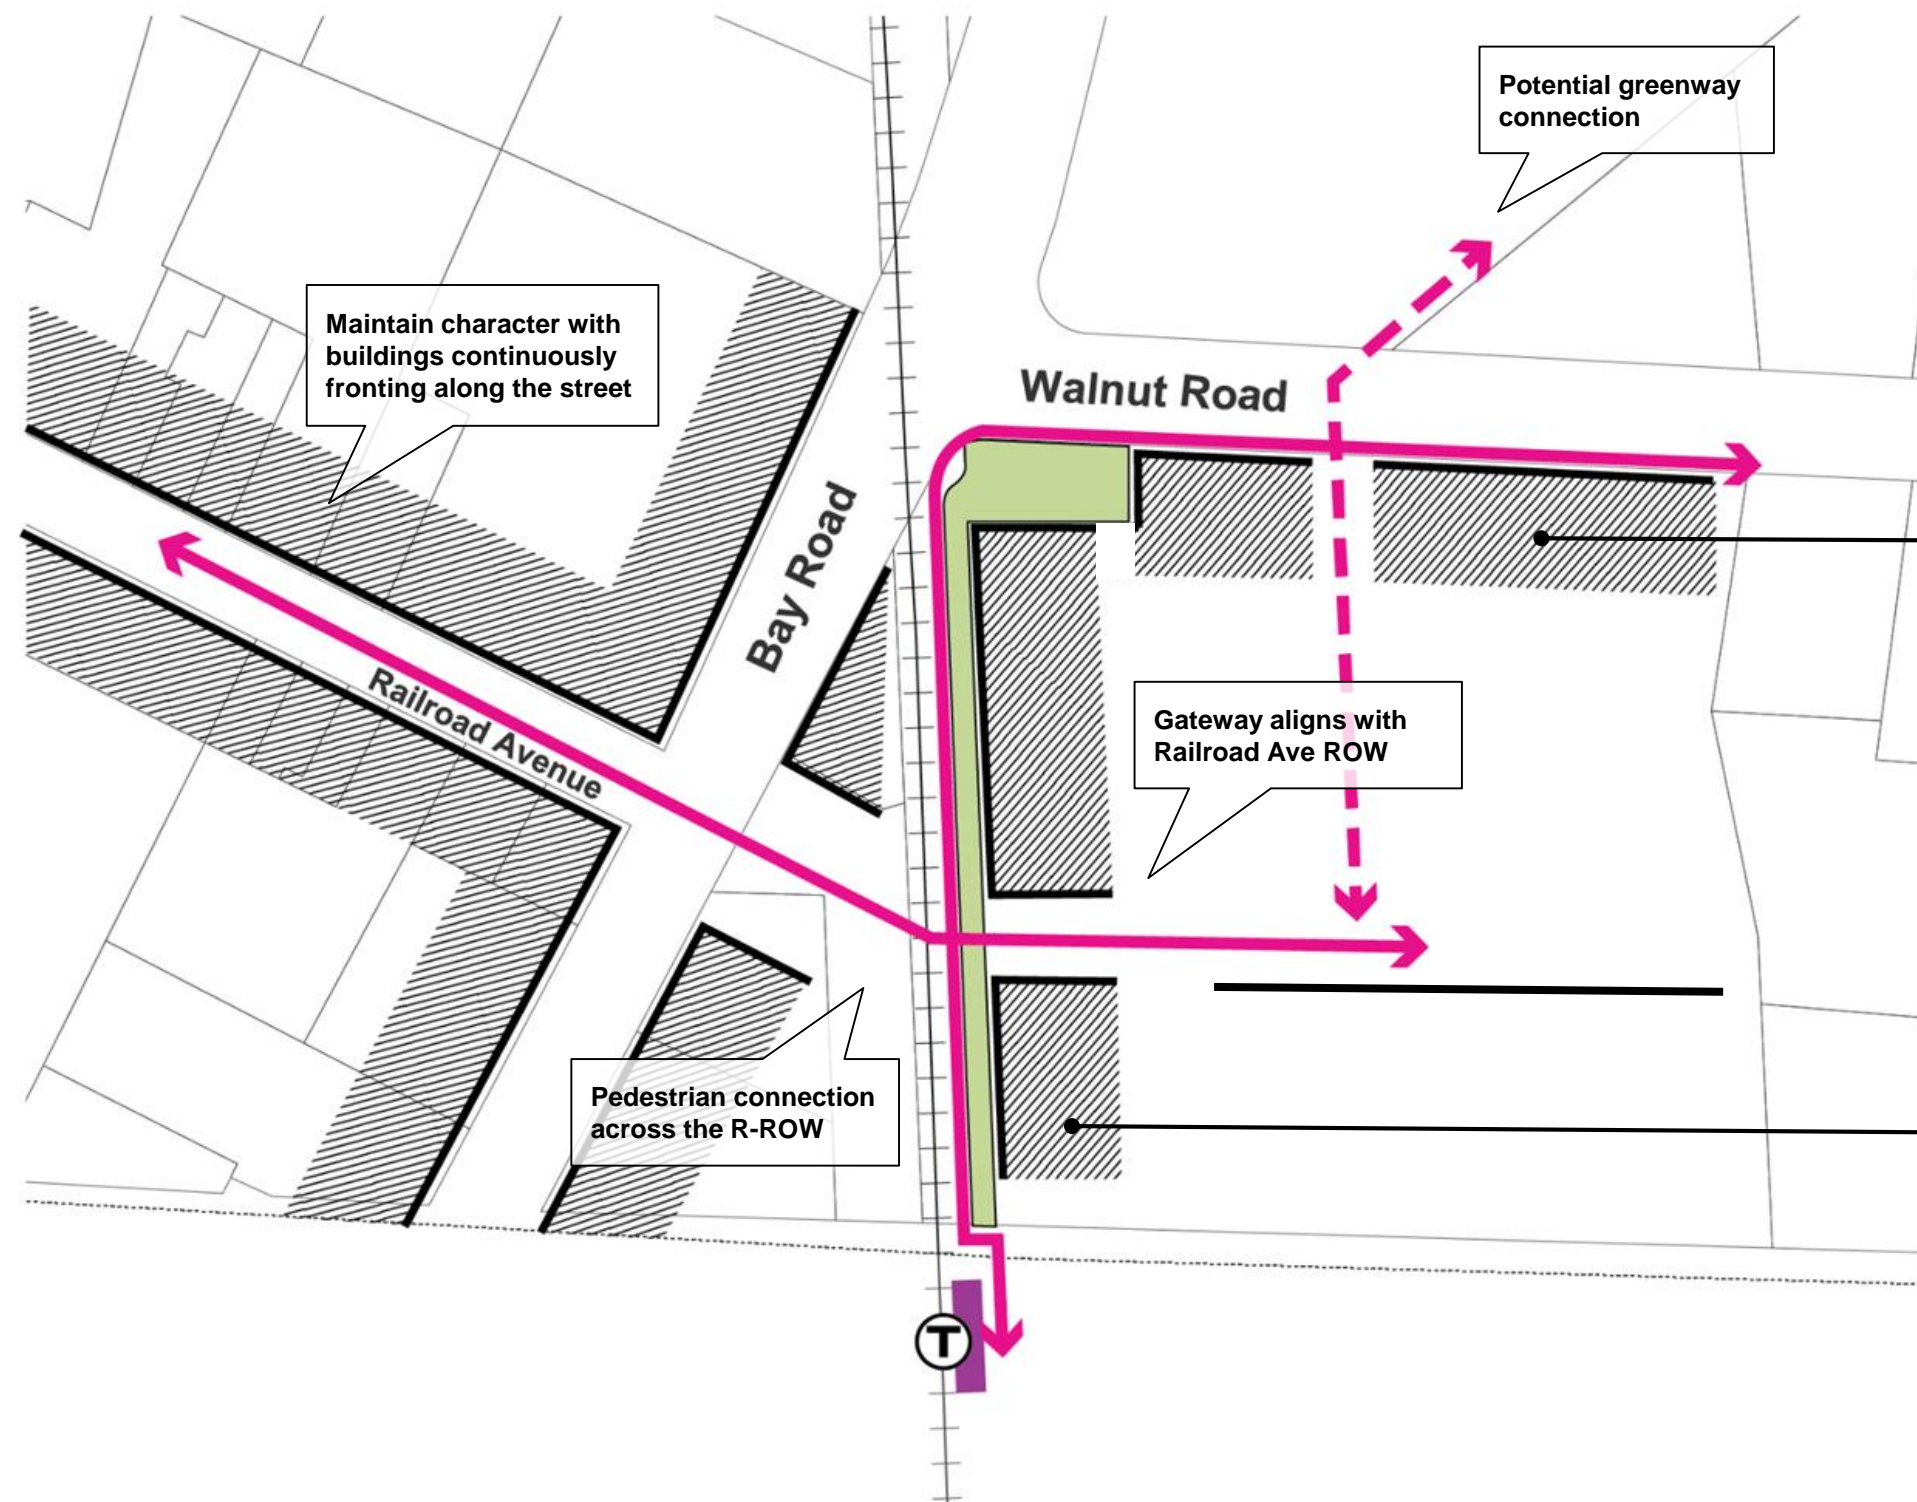 Potential greenway
connection
Maintain character with
buildings continuously
fronting along the street
Walnut Road
Bay Road
Railroad Avenue
Gateway aligns with
Railroad Ave ROW
Pedestrian connection
across the R-ROW
T